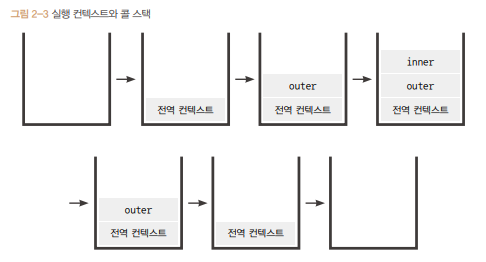 그림 2-3 실행 컨텍스트와 콜 스택
전역 컨텍스트
outer
전역 컨텍스트
inner
outer
전역 컨텍스트
outer
전역 컨텍스트
전역 컨텍스트